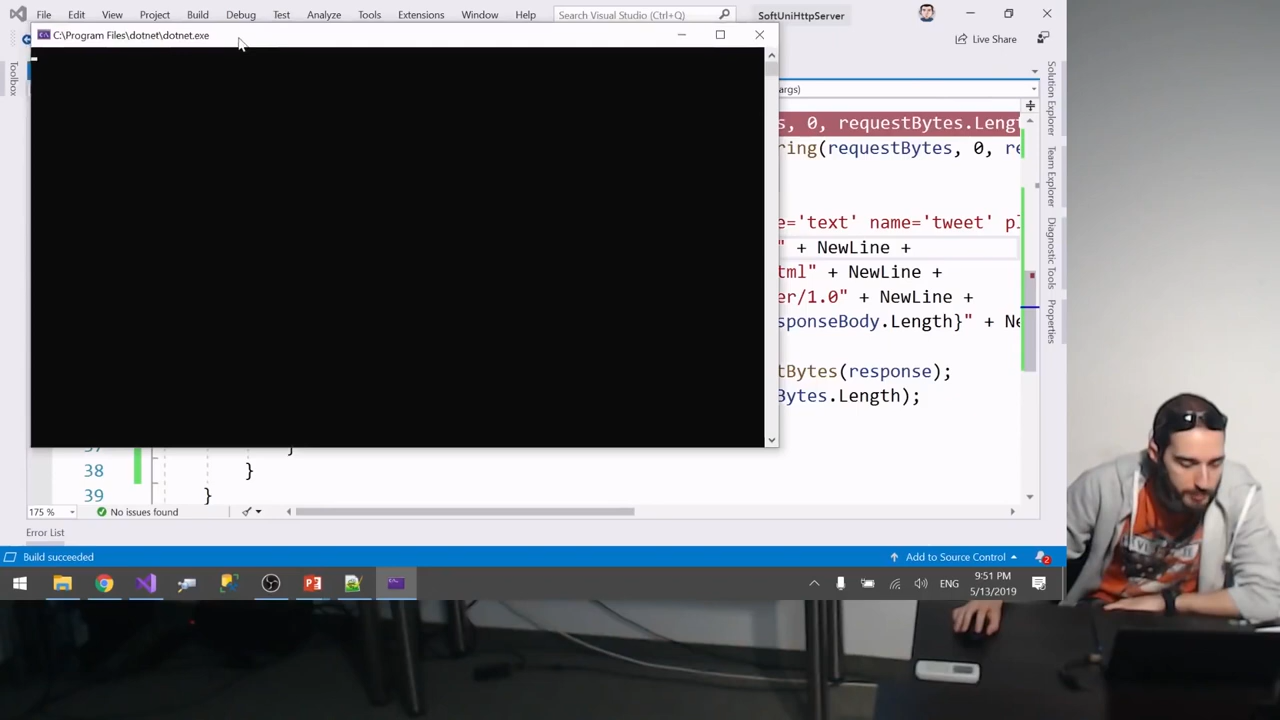 File Edit View Project Build Debug Test Analyze Tools Extensions Window Help Search Visual Studio (Ctrl+Q) SoftUniHttpServer
C:\Program Files\dotnet\dotnet.exe
Live Share
Toolbox
args)
s, 0, requestBytes.Leng
ring(requestBytes, 0, re
e='text' name='tweet' pl
" + NewLine +
tml" + NewLine +
er/1.0" + NewLine +
sponseBody.Length}" + Ne
tBytes(response);
Bytes.Length);
37 }
38 }
39 }
Solution Explorer
Team Explorer
Diagnostic Tools
Properties
175 % No issues found
Error List
Build succeeded Add to Source Control 2
ENG 9:51 PM
5/13/2019